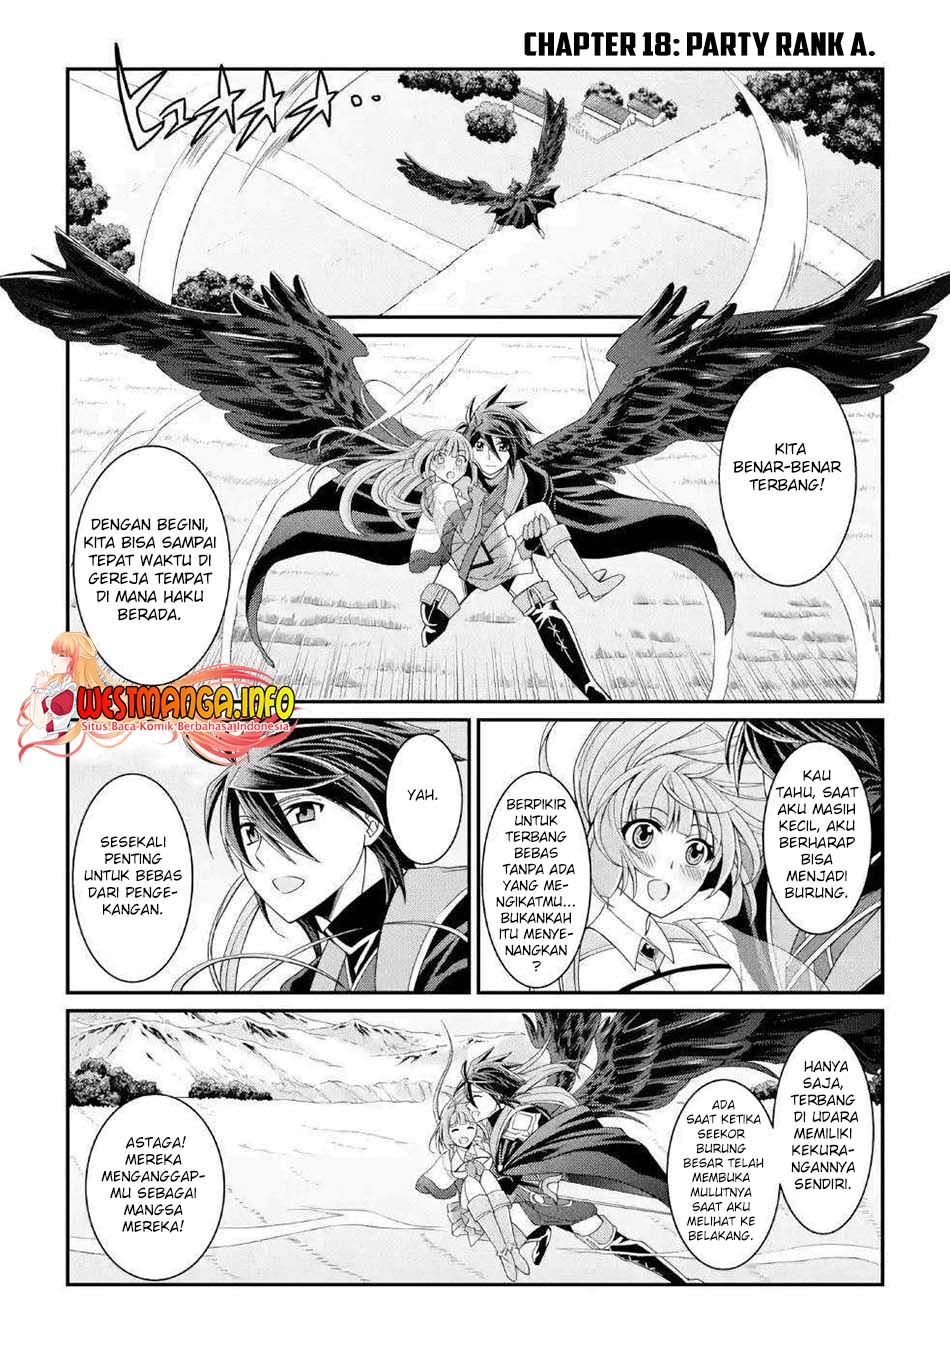 CHAPTER 18: PARTY RANK A.
ヒュオオオ..
KITA
BENAR-BENAR
TERBANG!
DENGAN BEGINI,
KITA BISA SAMPAI
TEPAT WAKTU DI
GEREJA TEMPAT
DI MANA HAKU
BERADA.
WESTMANGA.INFO
Situs Baca Komik Berbahasa Indonesia
KAU
TAHU, SAAT
AKU MASIH
KECIL, AKU
BERHARAP
BISA
MENJADI
BURUNG.
BERPIKIR
UNTUK
TERBANG
BEBAS
TANPA ADA
YANG ME-
NGIKATMU...
BUKANKAH
ITU MENYE-
NANGKAN
?
YAH.
SESEKALI
PENTING
UNTUK BEBAS
DARI PENGE-
KANGAN.
HANYA
SAJA,
TERBANG
DI UDARA
MEMILIKI
KEKURA-
NGANNYA
SENDIRI.
ADA
SAAT KETIKA
SEEKOR
BURUNG
BESAR TELAH
MEMBUKA
MULUTNYA
SAAT AKU
MELIHAT KE
BELAKANG.
ASTAGA!
MEREKA
MENGANGGAP-
MU SEBAGAI
MANGSA
MEREKA!